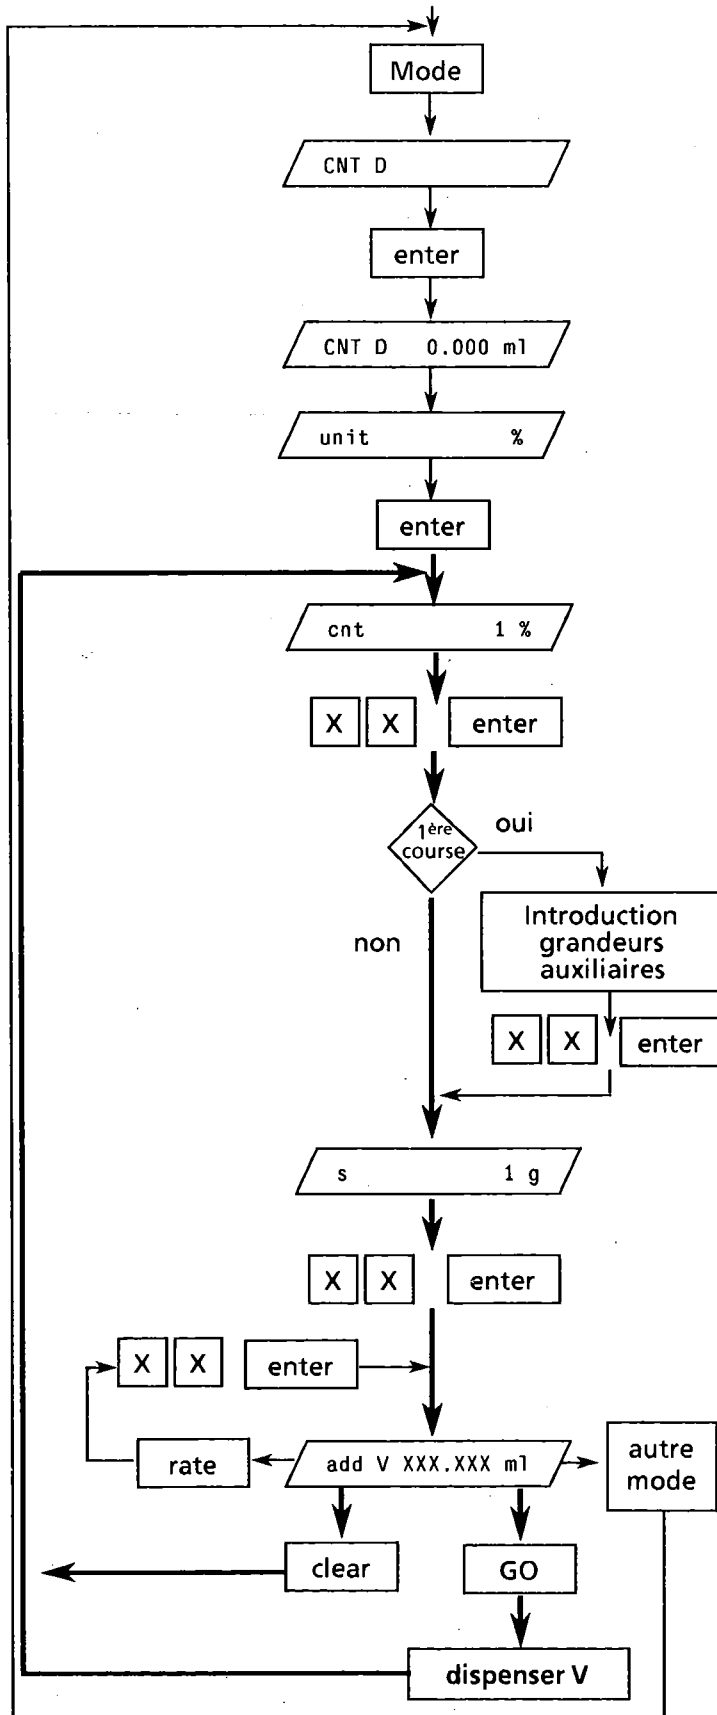 Mode
CNT D
enter
CNT D 0.000 ml
unit %
enter
cnt 1 %
X X enter
1ère
course
oui
non
Introduction
grandeurs
auxiliaires
X X enter
s 1 g
X X enter
X X enter
rate
add V XXX.XXX ml
autre
mode
clear
GO
dispenser V